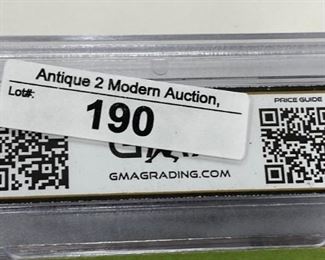 Antique 2 Modern Auction,
Lot#:
190
PRICE GUIDE
GMAGRADING.COM